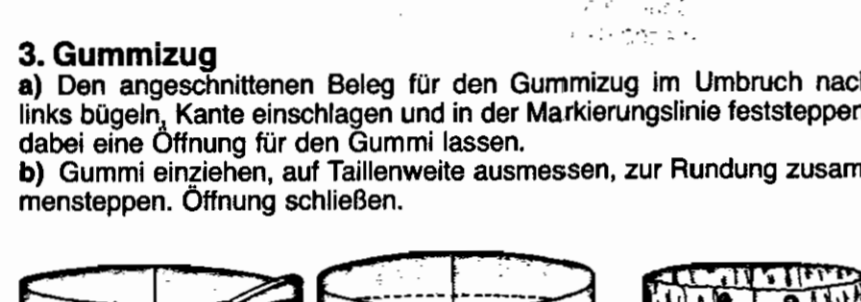 3. Gummizug
a) Den angeschnittenen Beleg für den Gummizug im Umbruch nach
links bügeln, Kante einschlagen und in der Markierungslinie feststeppen
dabei eine Öffnung für den Gummi lassen.
b) Gummi einziehen, auf Taillenweite ausmessen, zur Rundung zusam
mensteppen. Öffnung schließen.